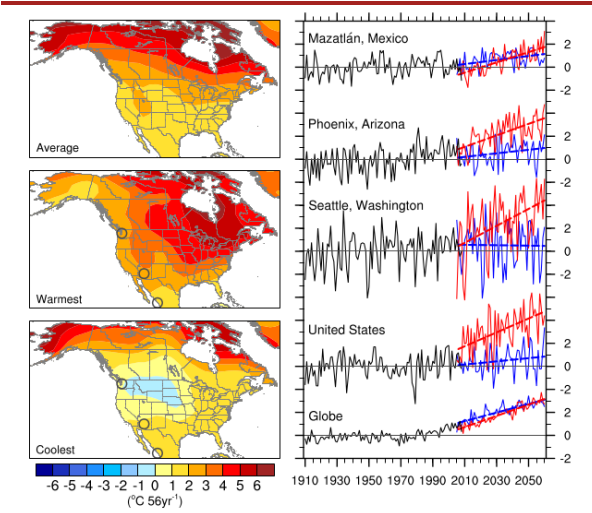 Average
Warmest
Coolest
-6 -5 -4 -3 -2 -1 0 1 2 3 4 5 6
(°C 56yr⁻¹)
Mazatlán, Mexico
2
0
-2
Phoenix, Arizona
2
0
-2
Seattle, Washington
2
0
-2
United States
2
0
-2
Globe
2
0
-2
1910 1930 1950 1970 1990 2010 2030 2050